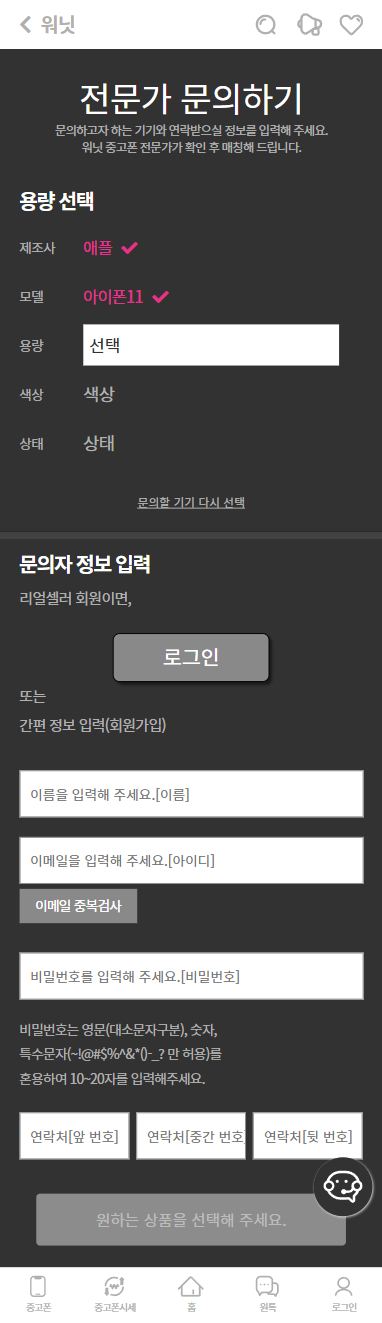 워닛
전문가 문의하기
문의하고자 하는 기기와 연락받으실 정보를 입력해 주세요.
워닛 중고폰 전문가가 확인 후 매칭해 드립니다.
용량 선택
제조사 애플
모델 아이폰11
용량 선택
색상 색상
상태 상태
문의할 기기 다시 선택
문의자 정보 입력
리얼셀러 회원이면,
로그인
또는
간편 정보 입력(회원가입)
이름을 입력해 주세요.[이름]
이메일을 입력해 주세요.[아이디]
이메일 중복검사
비밀번호를 입력해 주세요.[비밀번호]
비밀번호는 영문(대소문자구분), 숫자,
특수문자(~!@#$%^&*()-_? 만 허용)를
혼용하여 10~20자를 입력해주세요.
연락처[앞 번호] 연락처[중간 번호] 연락처[뒷 번호]
원하는 상품을 선택해 주세요.
중고폰 중고폰시세 홈 원톡 로그인